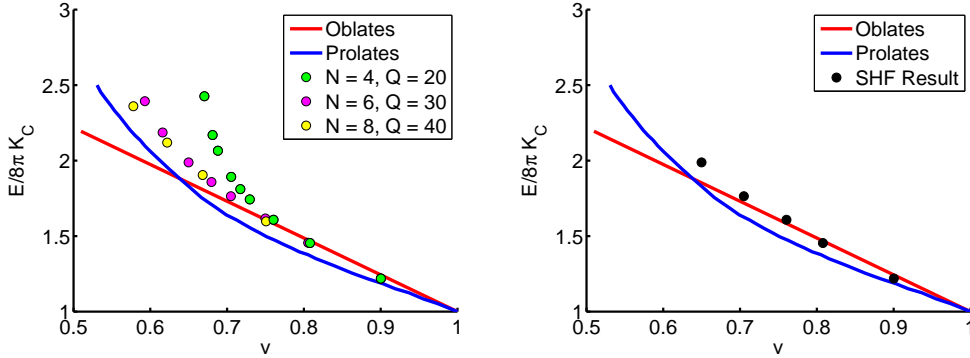 3
2.5
2
1.5
1
E/8π K_C
0.5
0.6
0.7
0.8
0.9
1
v
Oblates
Prolates
N = 4, Q = 20
N = 6, Q = 30
N = 8, Q = 40
3
2.5
2
1.5
1
E/8π K_C
0.5
0.6
0.7
0.8
0.9
1
v
Oblates
Prolates
SHF Result